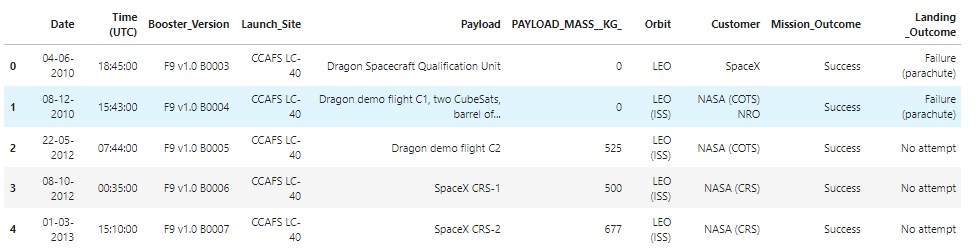 Date Time (UTC) Booster_Version Launch_Site Payload PAYLOAD_MASS__KG_ Orbit Customer Mission_Outcome Landing _Outcome
0 04-06-2010 18:45:00 F9 v1.0 B0003 CCAFS LC-40 Dragon Spacecraft Qualification Unit 0 LEO SpaceX Success Failure (parachute)
1 08-12-2010 15:43:00 F9 v1.0 B0004 CCAFS LC-40 Dragon demo flight C1, two CubeSats, barrel of... 0 LEO (ISS) NASA (COTS) NRO Success Failure (parachute)
2 22-05-2012 07:44:00 F9 v1.0 B0005 CCAFS LC-40 Dragon demo flight C2 525 LEO (ISS) NASA (COTS) Success No attempt
3 08-10-2012 00:35:00 F9 v1.0 B0006 CCAFS LC-40 SpaceX CRS-1 500 LEO (ISS) NASA (CRS) Success No attempt
4 01-03-2013 15:10:00 F9 v1.0 B0007 CCAFS LC-40 SpaceX CRS-2 677 LEO (ISS) NASA (CRS) Success No attempt